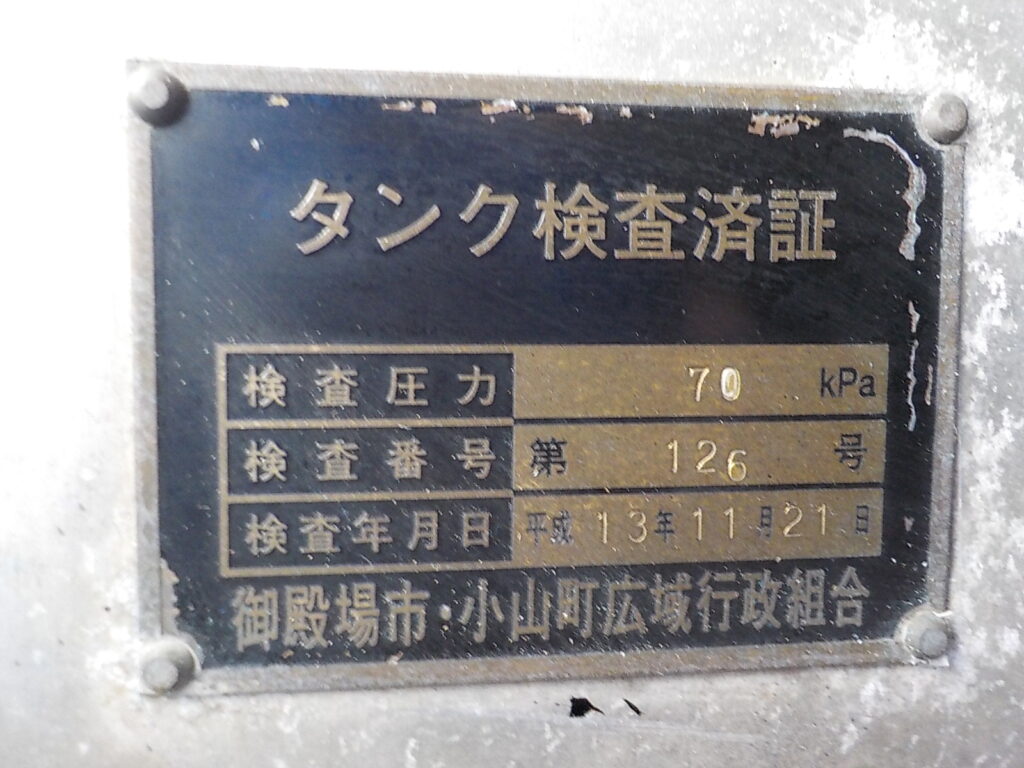 タンク検査済証
検査圧力 70 kPa
検査番号 第 126 号
検査年月日 平成 13年 11月 21日
御殿場市・小山町広域行政組合